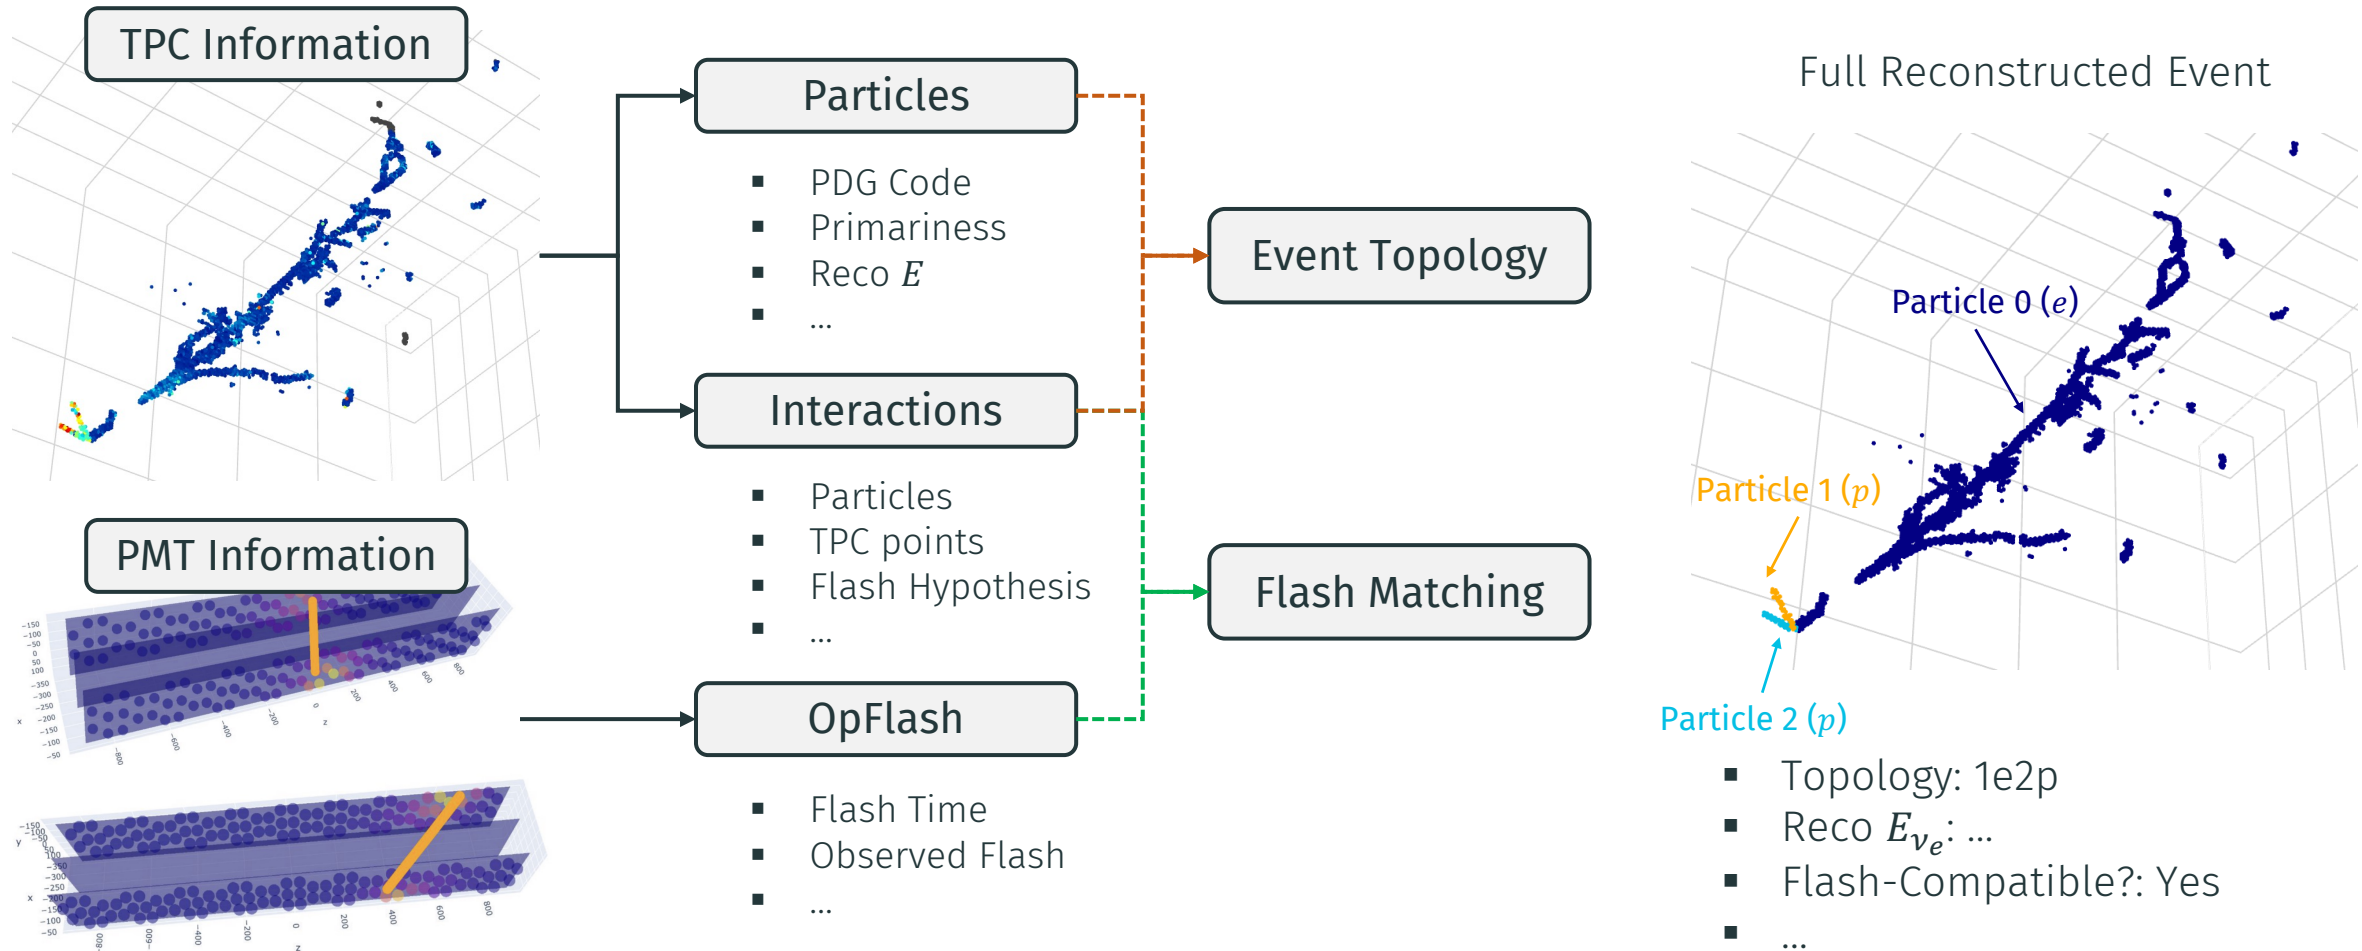 TPC Information
Particles
▪ PDG Code
▪ Primariness
▪ Reco E
▪ ...
Interactions
▪ Particles
▪ TPC points
▪ Flash Hypothesis
▪ ...
PMT Information
OpFlash
▪ Flash Time
▪ Observed Flash
▪ ...
Event Topology
Flash Matching
Full Reconstructed Event
Particle 0 (e)
Particle 1 (p)
Particle 2 (p)
▪ Topology: 1e2p
▪ Reco E_{ν_e}: ...
▪ Flash-Compatible?: Yes
▪ ...